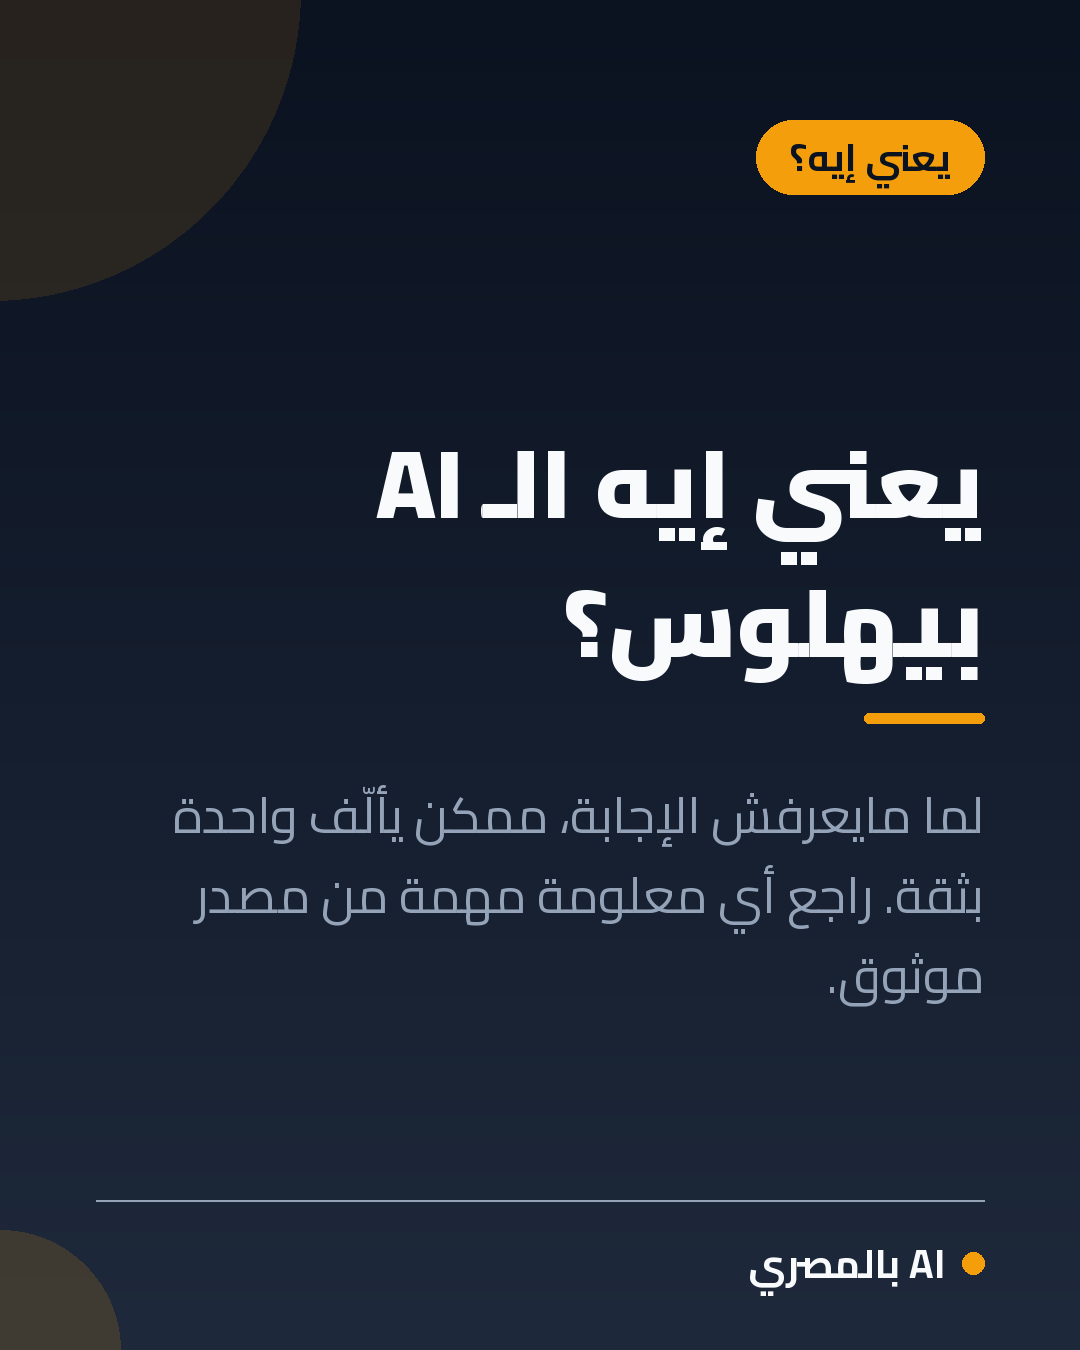 يعني إيه؟
يعني إيه الـ AI
بيهلوس؟
لما مايعرفش الإجابة، ممكن يألّف واحدة
بثقة. راجع أي معلومة مهمة من مصدر
موثوق.
AI بالمصري